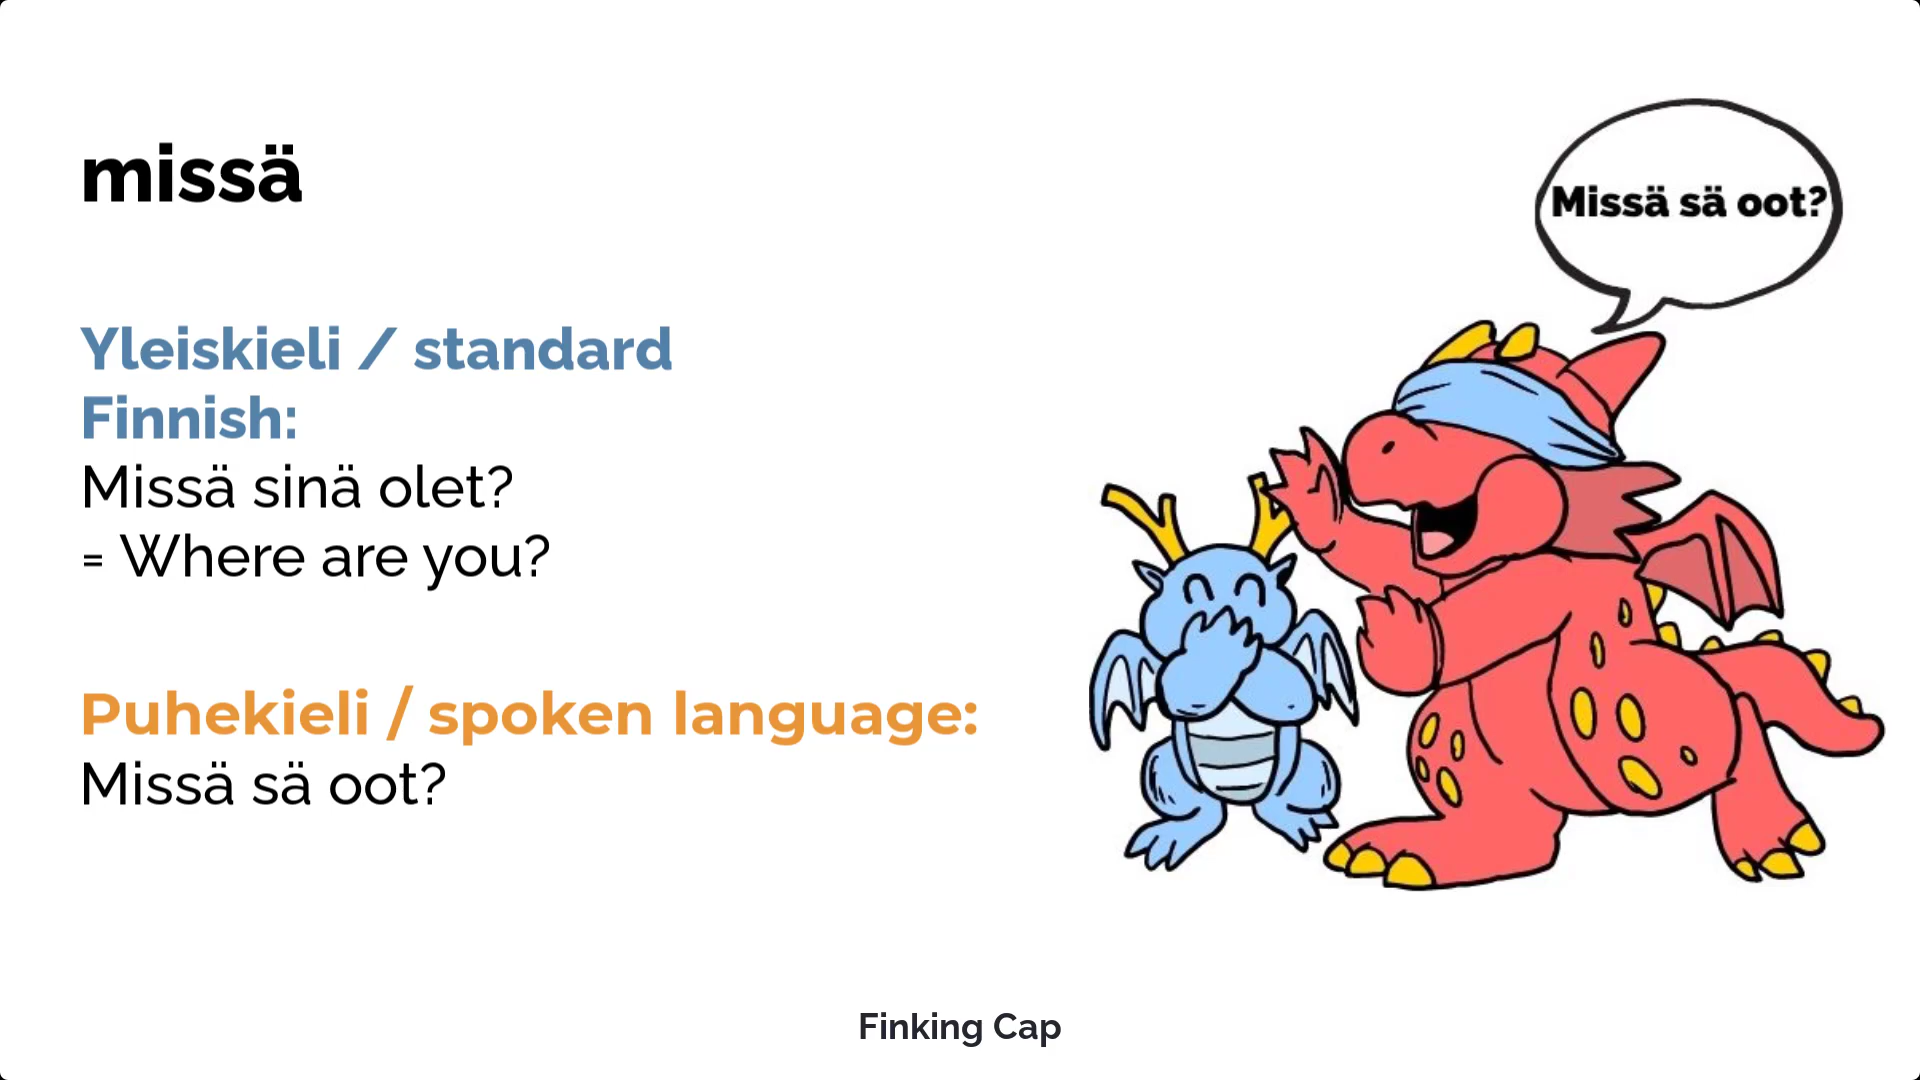 missä
Missä sä oot?
Yleiskieli / standard
Finnish:
Missä sinä olet?
= Where are you?
Puhekieli / spoken language:
Missä sä oot?
Finking Cap